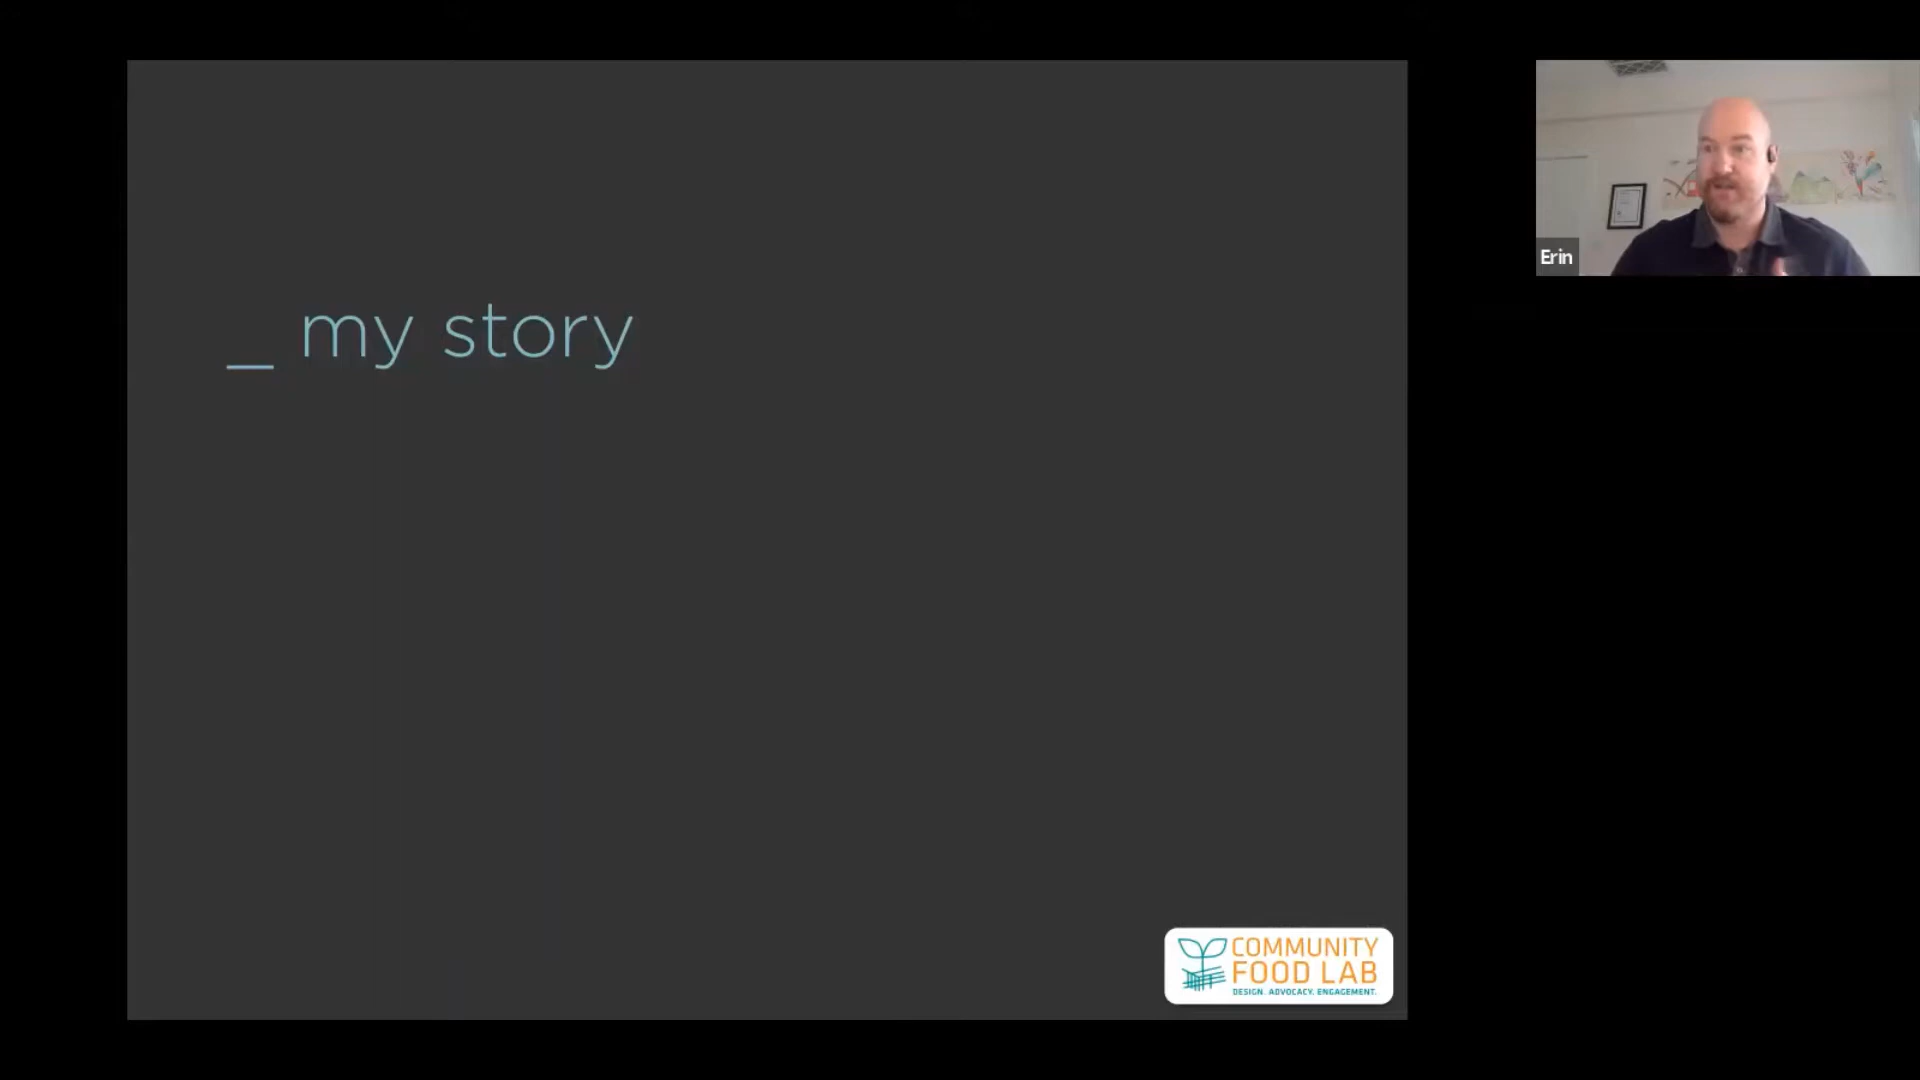 _ my story
Erin
COMMUNITY
FOOD LAB
DESIGN. ADVOCACY. ENGAGEMENT.